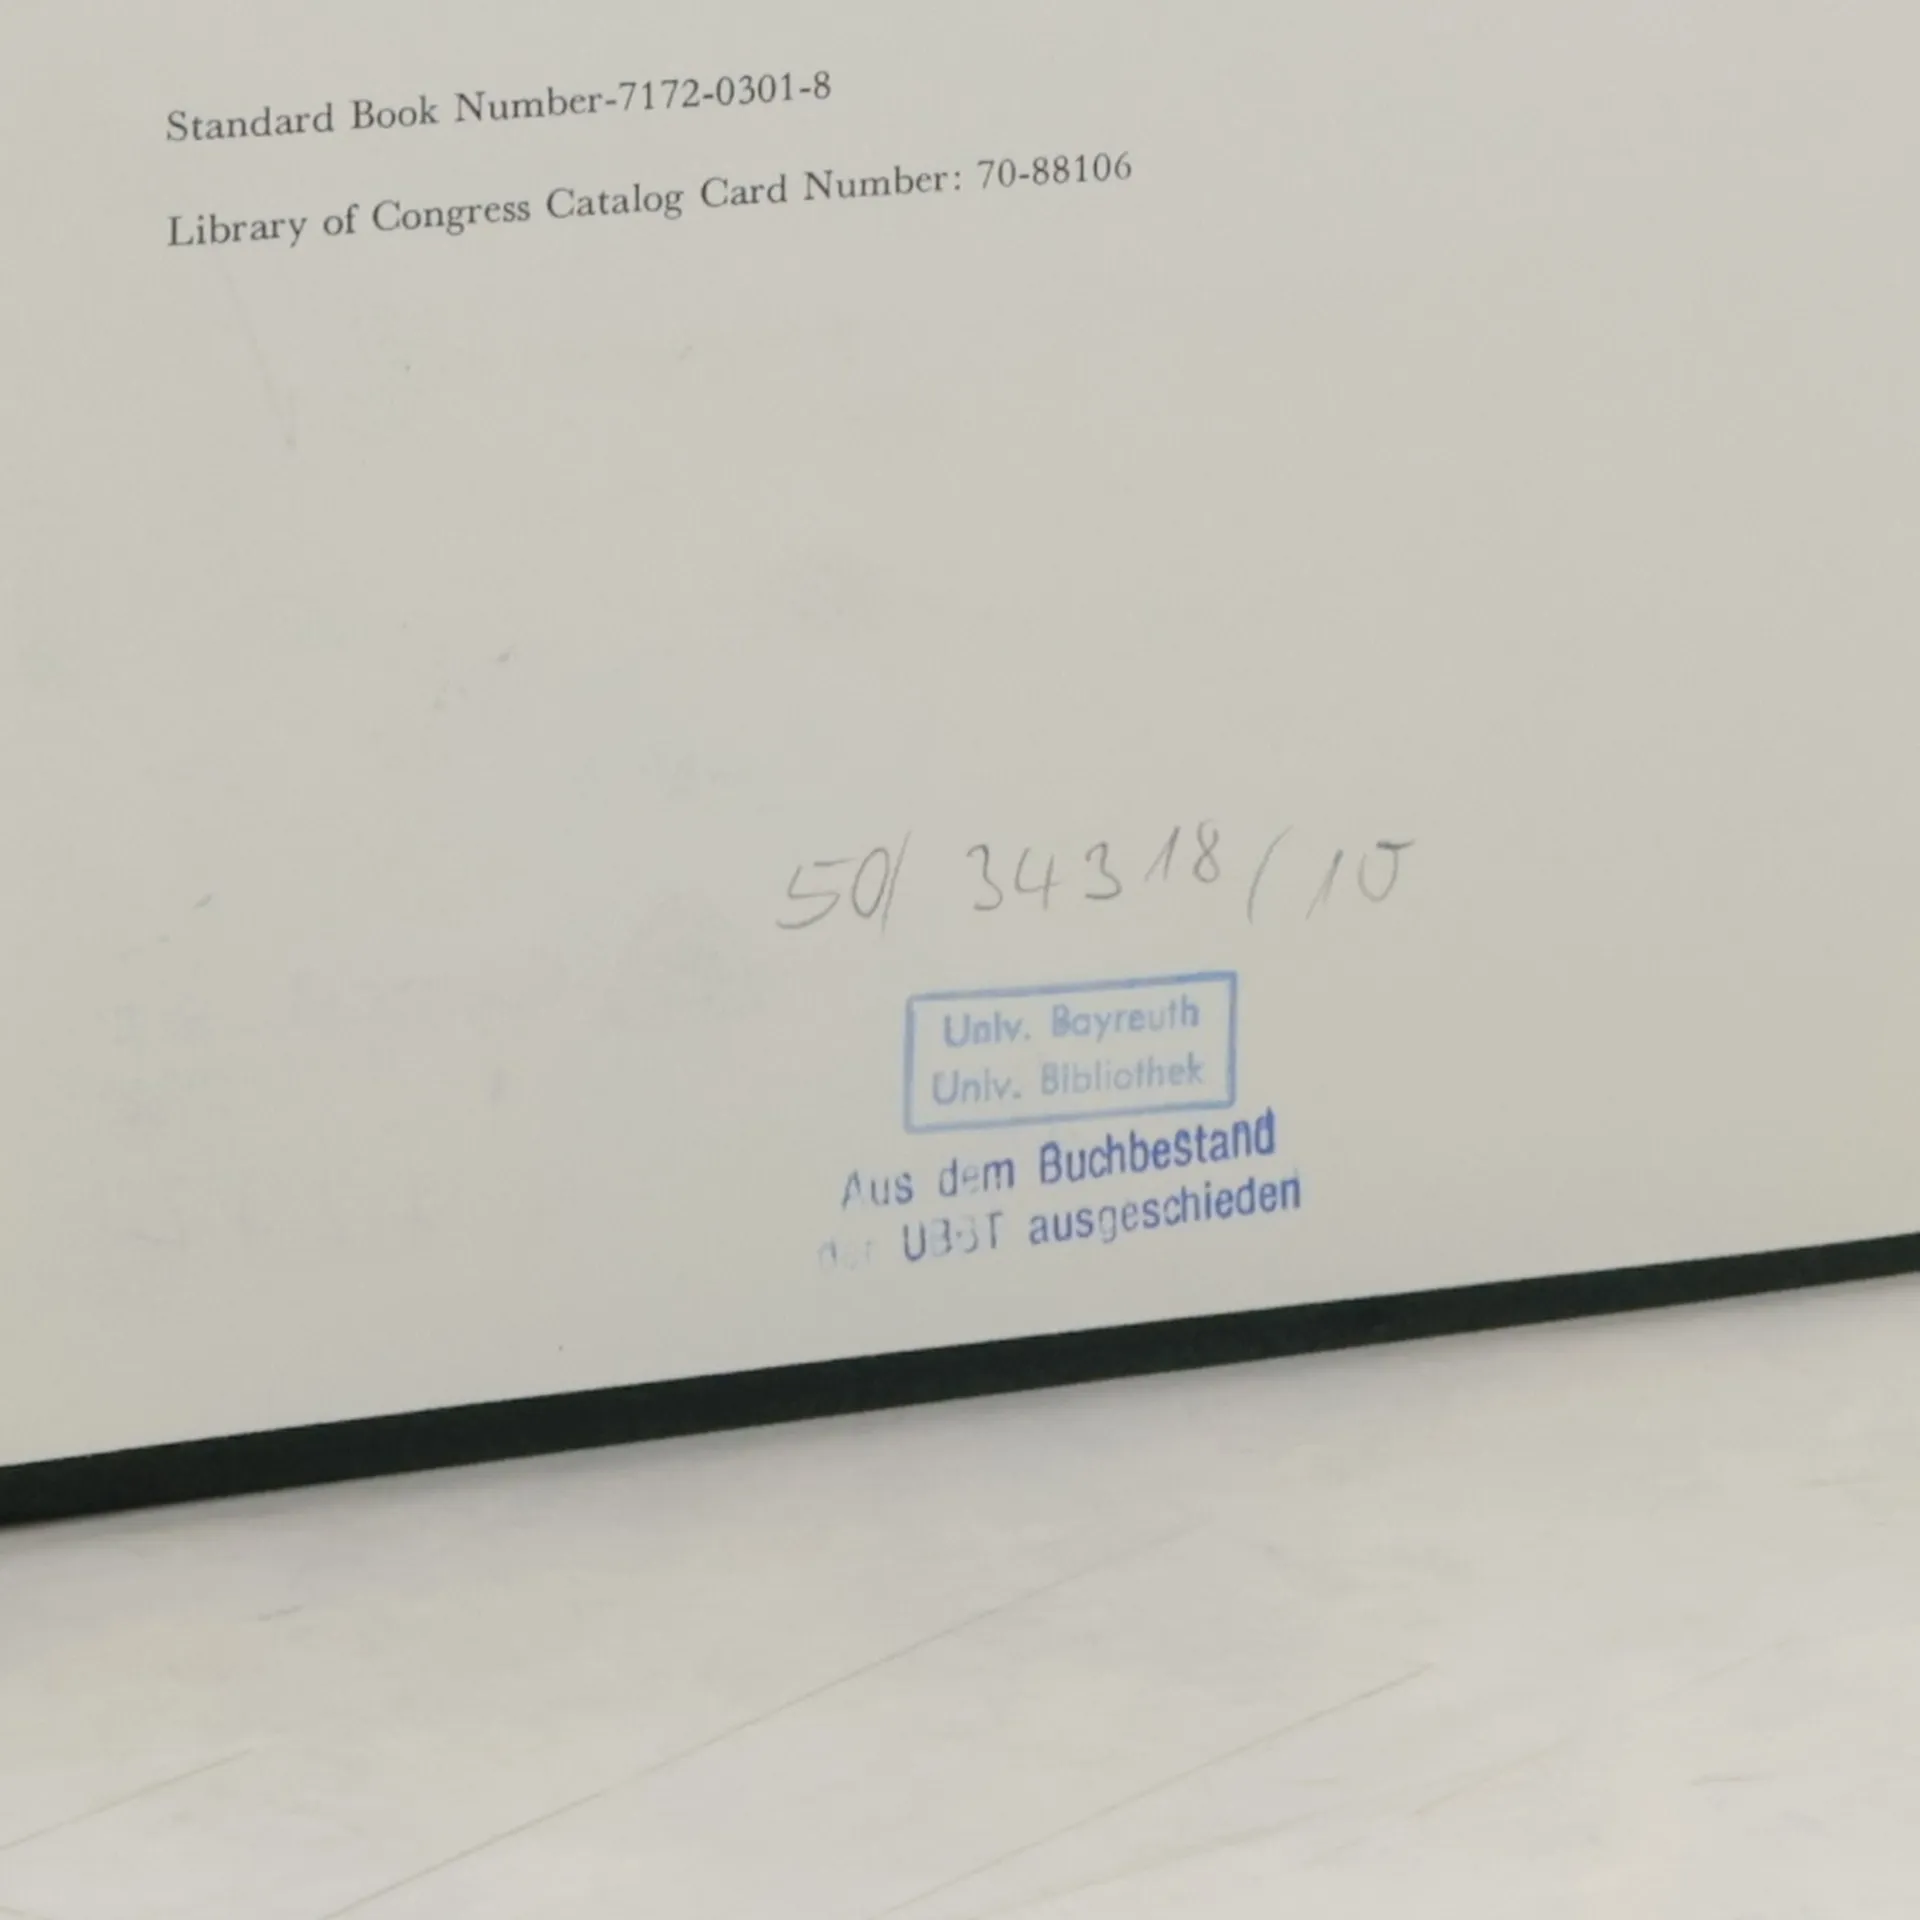 Standard Book Number-7172-0301-8
Library of Congress Catalog Card Number: 70-88106
50/ 34318/10
Univ. Bayreuth
Univ. Bibliothek
Aus dem Buchbestand
der UBBT ausgeschieden